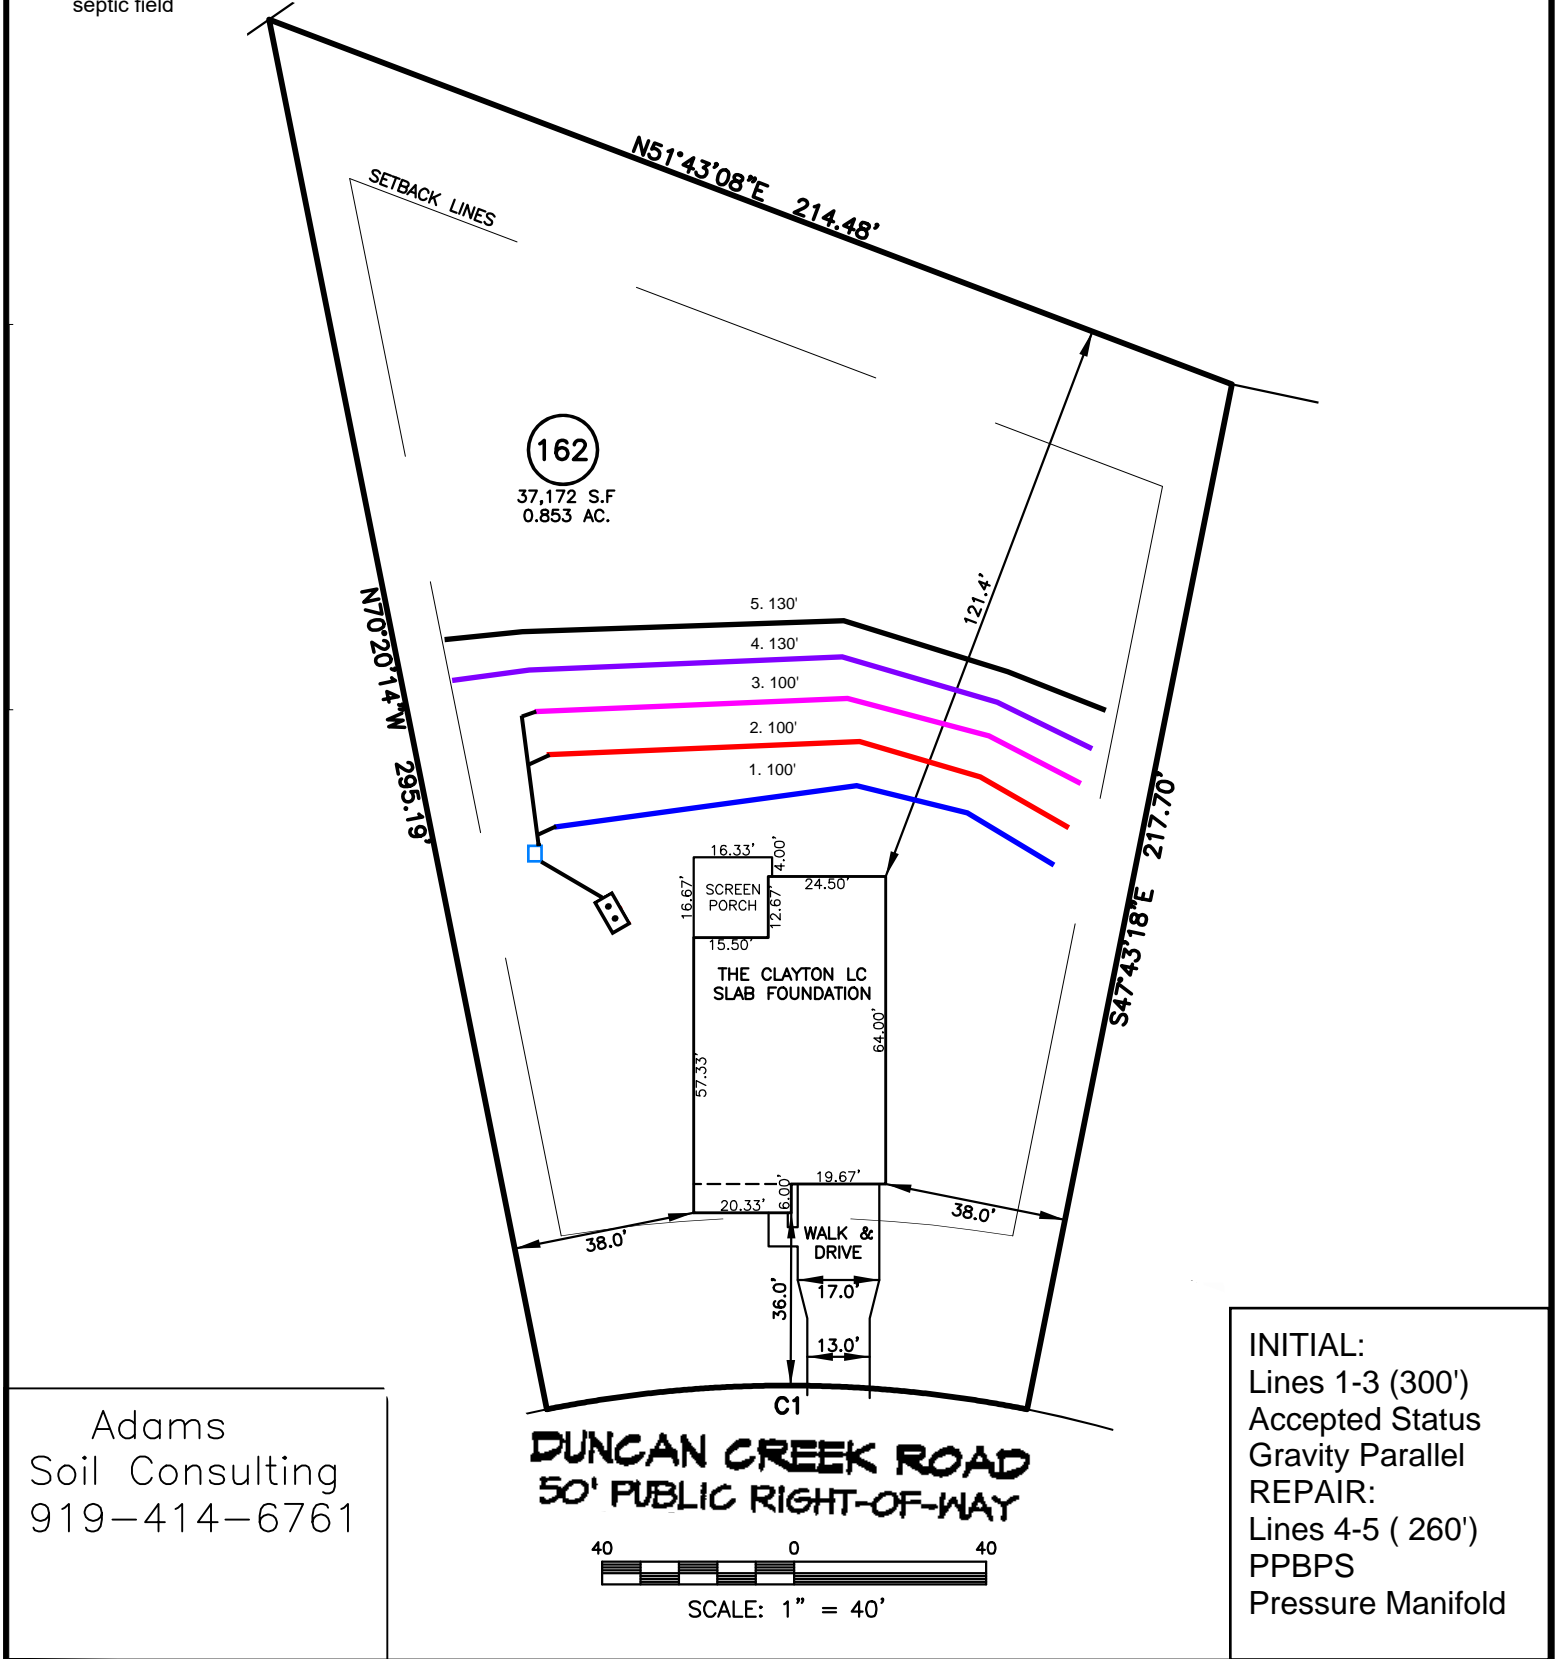 septic field
N51°43'08"E 214.48'
SETBACK LINES
162
37,172 S.F
0.853 AC.
121.4'
N70°20'14"W 295.19'
5. 130'
4. 130'
3. 100'
2. 100'
1. 100'
S47°43'18"E 217.70'
16.33'
4.00'
24.50'
16.67'
SCREEN
PORCH
12.67'
15.50'
THE CLAYTON LC
SLAB FOUNDATION
64.00'
57.33'
19.67'
6.00'
20.33'
38.0'
38.0'
WALK &
DRIVE
36.0'
17.0'
13.0'
C1
DUNCAN CREEK ROAD
50' PUBLIC RIGHT-OF-WAY
40 0 40
SCALE: 1" = 40'
Adams
Soil Consulting
919-414-6761
INITIAL:
Lines 1-3 (300')
Accepted Status
Gravity Parallel
REPAIR:
Lines 4-5 ( 260')
PPBPS
Pressure Manifold